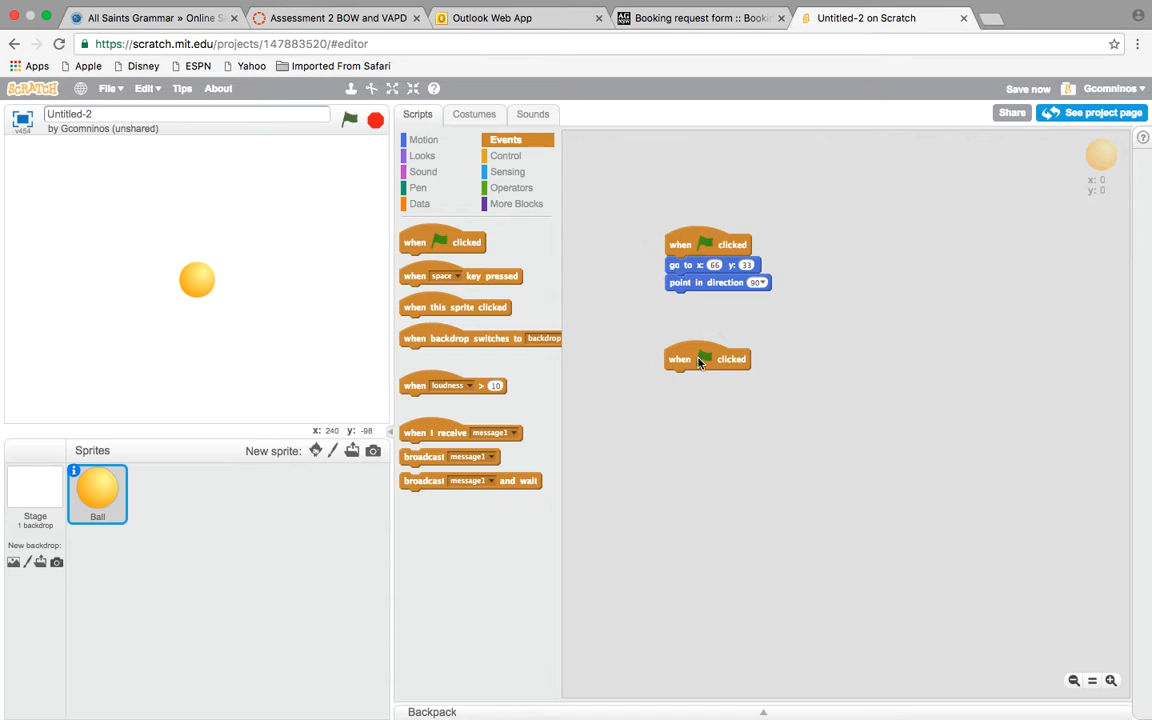 All Saints Grammar » Online S
Assessment 2 BOW and VAPD
Outlook Web App
Booking request form :: Booki
Untitled-2 on Scratch
https://scratch.mit.edu/projects/147883520/#editor
Apps Apple Disney ESPN Yahoo Imported From Safari
SCRATCH File Edit Tips About Save now Gcomninos
Untitled-2
by Gcomninos (unshared)
v454
Scripts Costumes Sounds
Share See project page
Motion Events
Looks Control
Sound Sensing
Pen Operators
Data More Blocks
when clicked
when space key pressed
when this sprite clicked
when backdrop switches to backdrop
when loudness > 10
when I receive message1
broadcast message1
broadcast message1 and wait
when clicked
go to x: 66 y: 33
point in direction 90
when clicked
x: 0
y: 0
x: 240 y: -98
Sprites New sprite:
Stage
1 backdrop
New backdrop:
Ball
Backpack